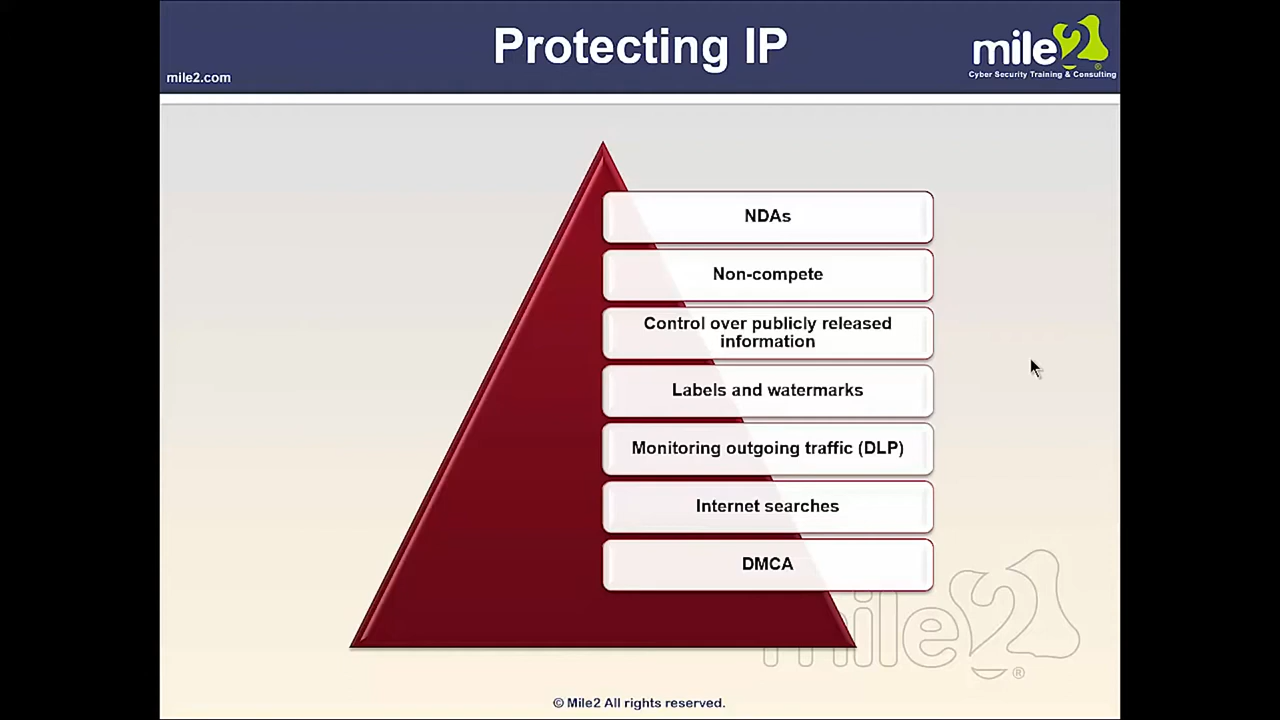 Protecting IP
mile2.com
mile2
®
Cyber Security Training & Consulting
NDAs
Non-compete
Control over publicly released
information
Labels and watermarks
Monitoring outgoing traffic (DLP)
Internet searches
DMCA
mile2
®
© Mile2 All rights reserved.